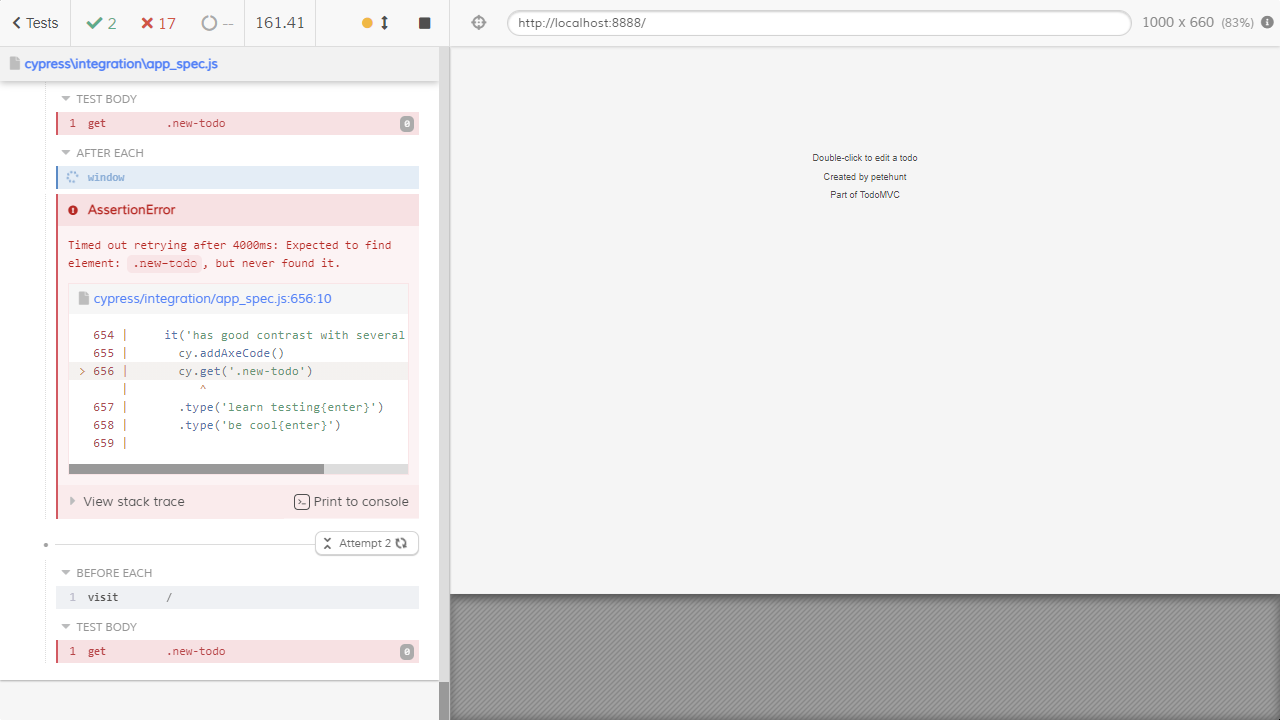 Tests 2 17 -- 161.41 http://localhost:8888/ 1000 x 660 (83%)
cypress\integration\app_spec.js
TEST BODY
1 get .new-todo 0
AFTER EACH
window
AssertionError
Timed out retrying after 4000ms: Expected to find
element: .new-todo, but never found it.
cypress/integration/app_spec.js:656:10
654 | it('has good contrast with several
655 | cy.addAxeCode()
> 656 | cy.get('.new-todo')
| ^
657 | .type('learn testing{enter}')
658 | .type('be cool{enter}')
659 |
View stack trace Print to console
Attempt 2
BEFORE EACH
1 visit /
TEST BODY
1 get .new-todo 0
Double-click to edit a todo
Created by petehunt
Part of TodoMVC